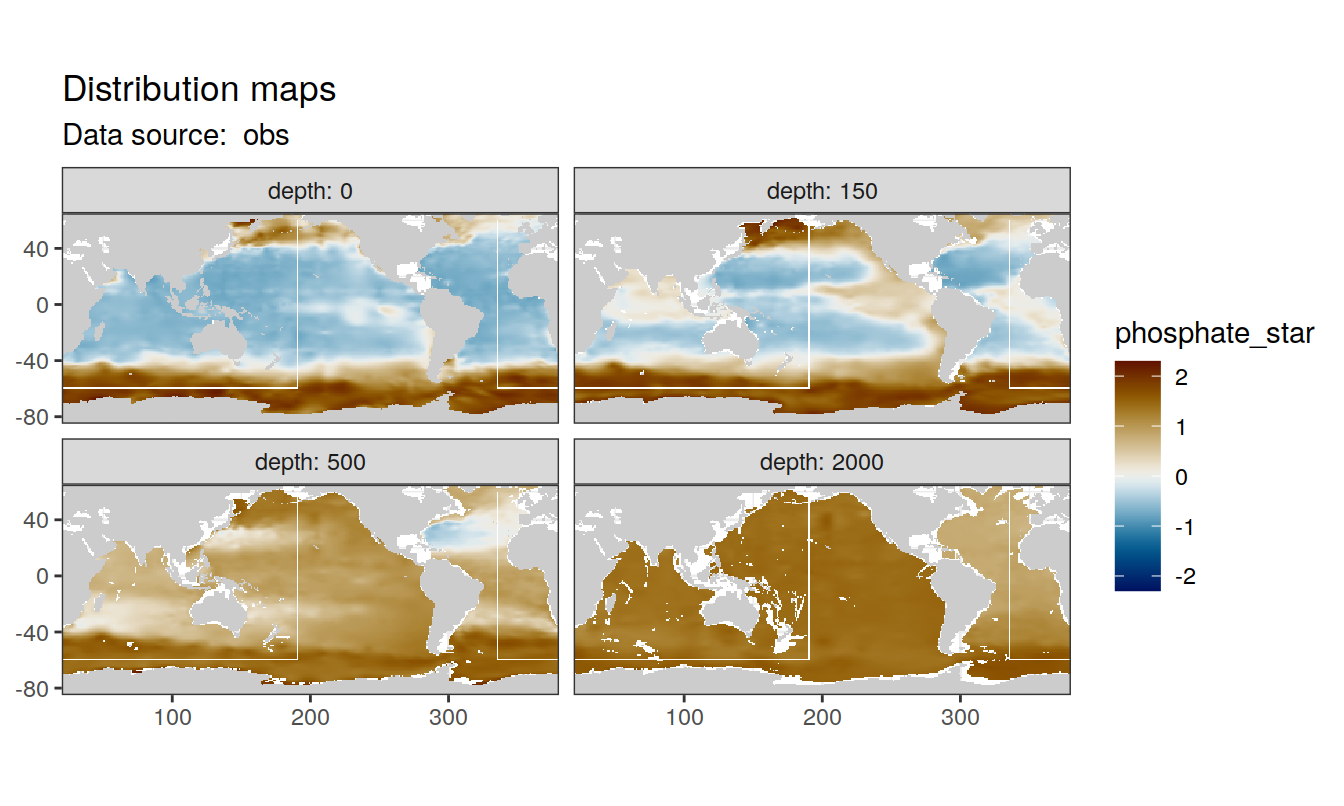 Distribution maps
Data source:  obs
depth: 0
depth: 150
40
0
-40
-80
depth: 500
depth: 2000
40
0
-40
-80
100
200
300
100
200
300
phosphate_star
2
1
0
-1
-2